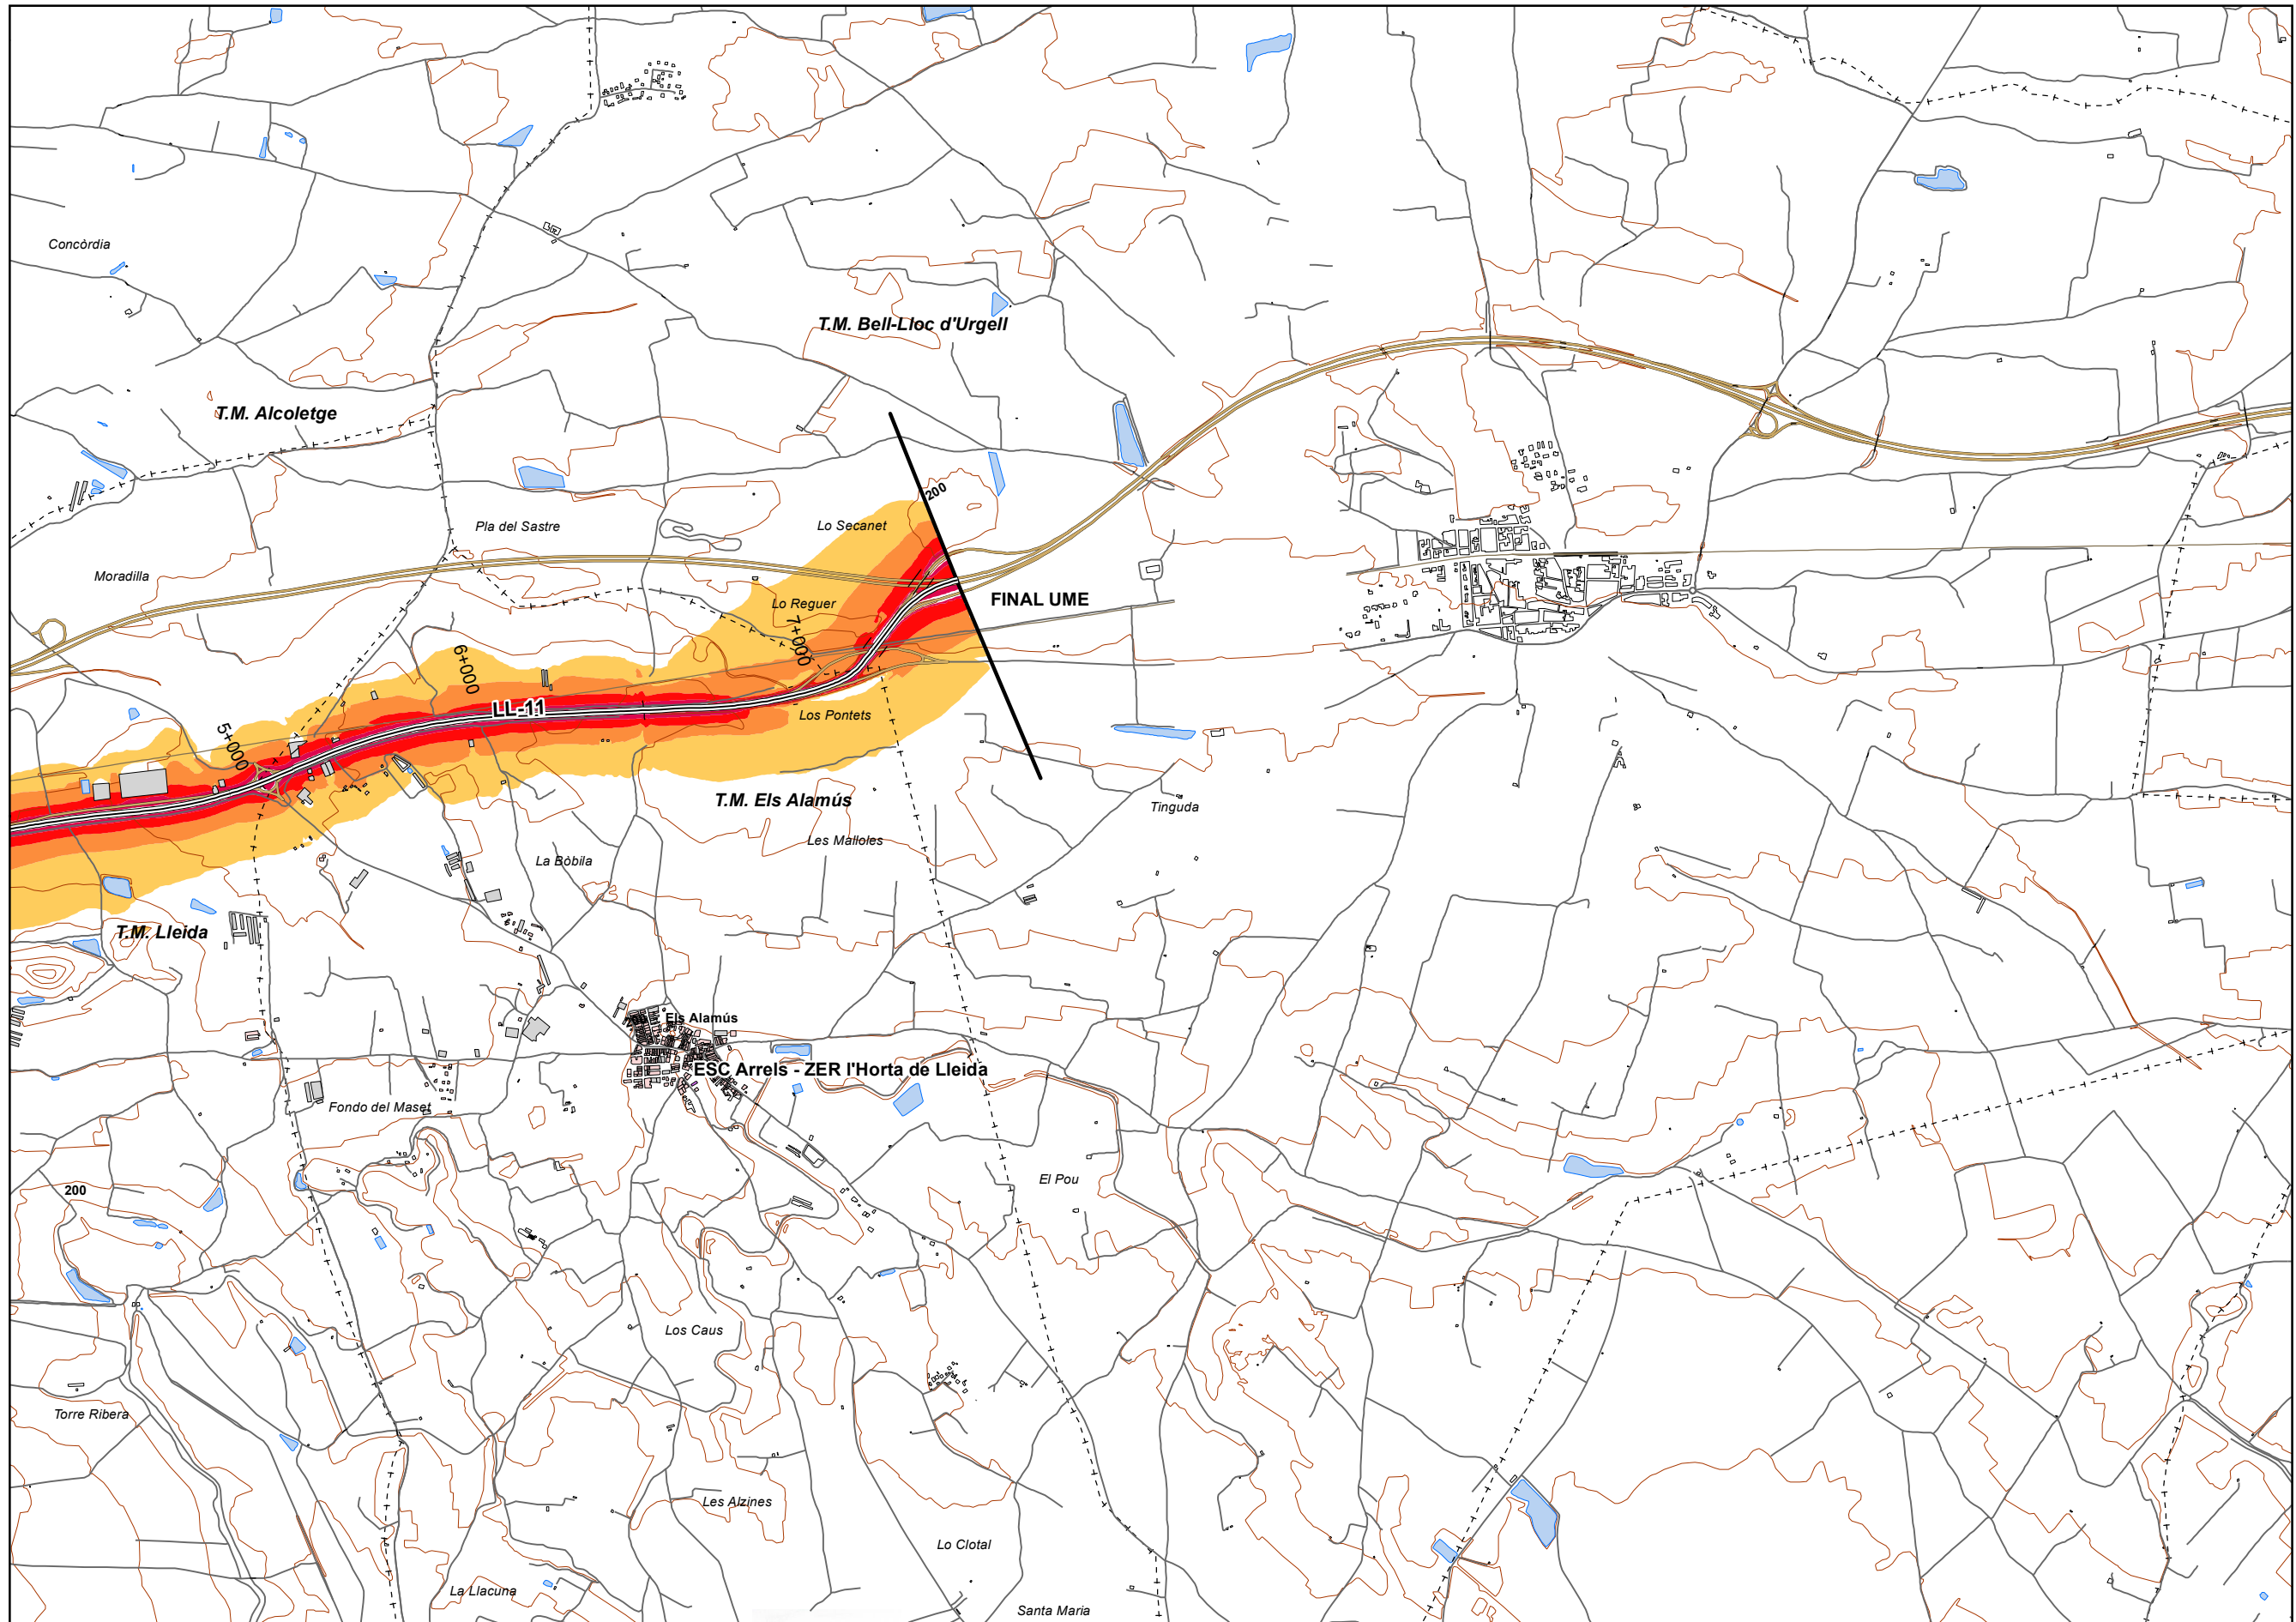 Concòrdia
T.M. Bell-Lloc d'Urgell
T.M. Alcoletge
200
Pla del Sastre
Lo Secanet
Moradilla
Lo Reguer
FINAL UME
7+000
6+000
LL-11
Los Pontets
5+000
T.M. Els Alamús
Tinguda
Les Malloles
La Bòbila
T.M. Lleida
200
Els Alamús
ESC Arrels - ZER l'Horta de Lleida
Fondo del Maset
El Pou
200
Los Caus
Torre Ribera
Les Alzines
Lo Clotal
La Llacuna
Santa Maria